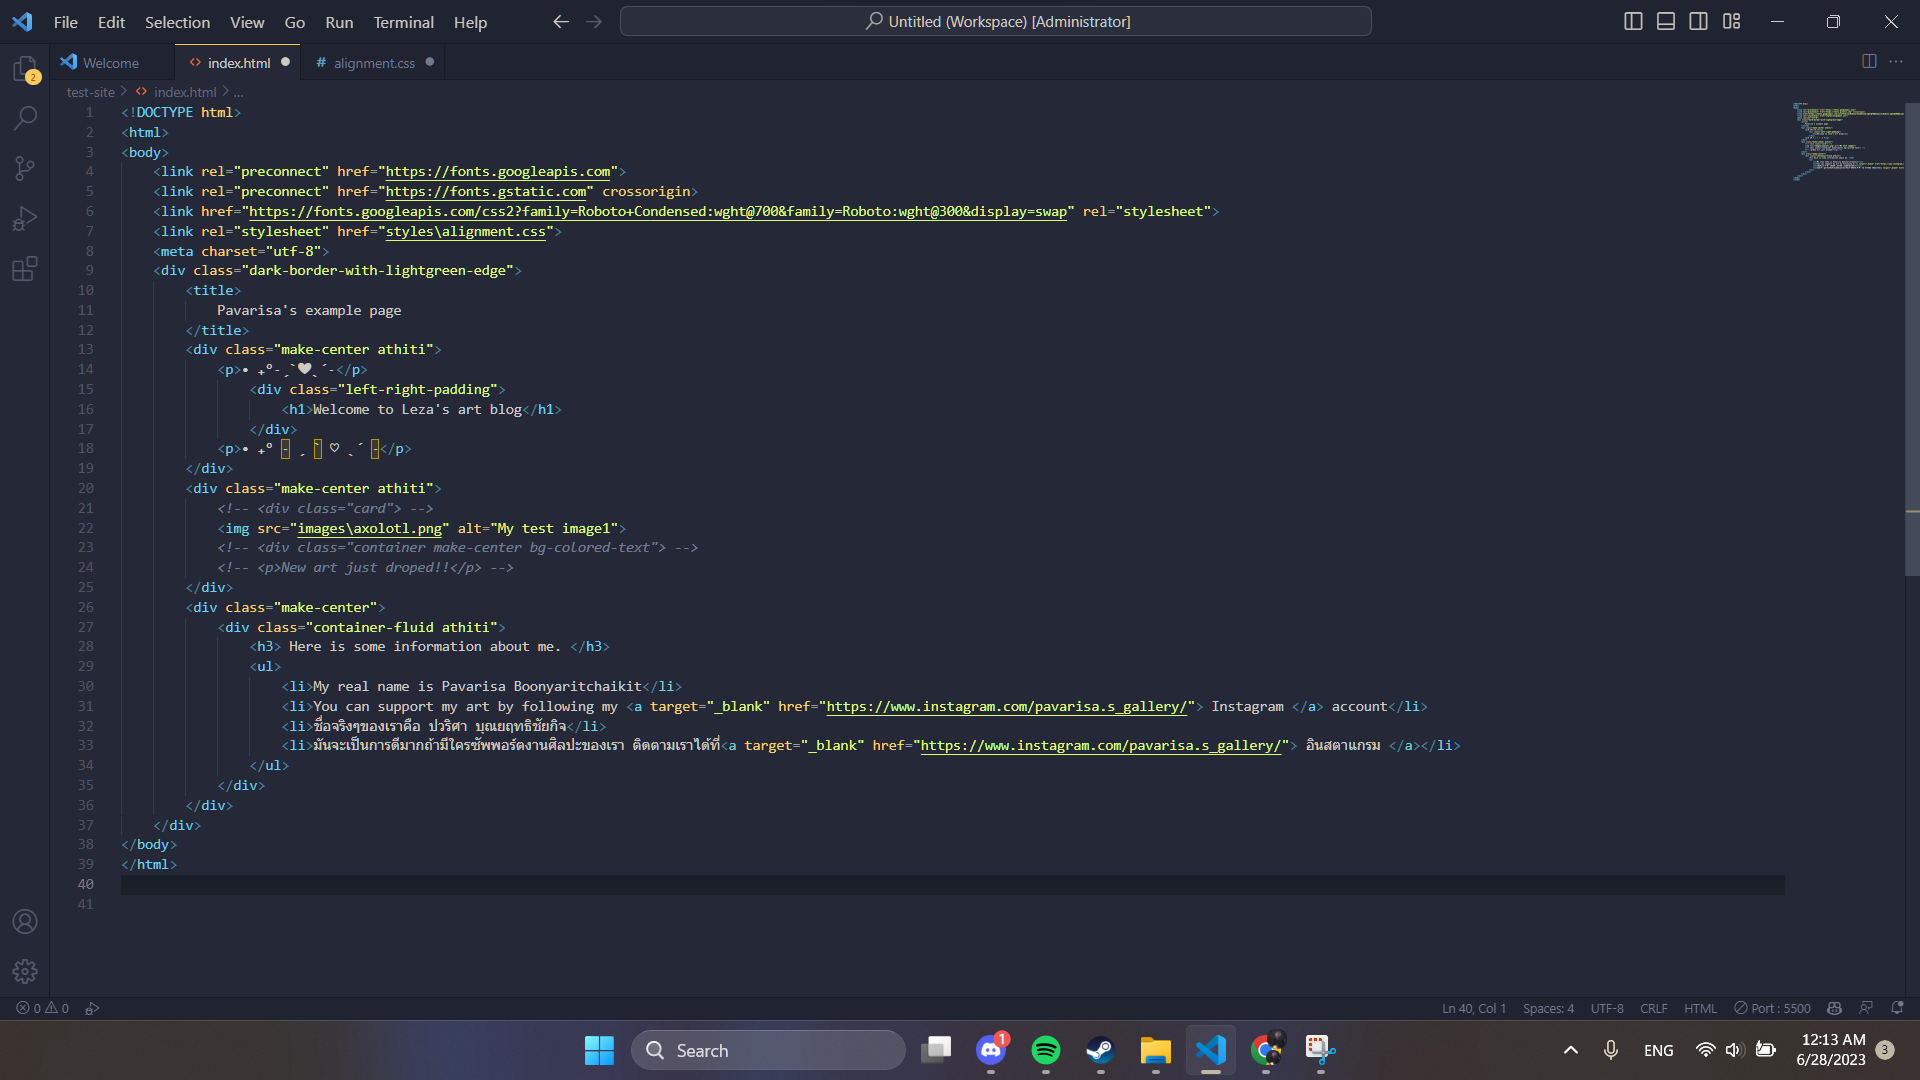 File Edit Selection View Go Run Terminal Help Untitled (Workspace) [Administrator]
2
Welcome index.html alignment.css
test-site > index.html > ...
1 <!DOCTYPE html>
2 <html>
3 <body>
4 <link rel="preconnect" href="https://fonts.googleapis.com">
5 <link rel="preconnect" href="https://fonts.gstatic.com" crossorigin>
6 <link href="https://fonts.googleapis.com/css2?family=Roboto+Condensed:wght@700&family=Roboto:wght@300&display=swap" rel="stylesheet">
7 <link rel="stylesheet" href="styles\alignment.css">
8 <meta charset="utf-8">
9 <div class="dark-border-with-lightgreen-edge">
10 <title>
11 Pavarisa's example page
12 </title>
13 <div class="make-center athiti">
14 <p>• ₊°-ˏˋ🤍ˎˊ-</p>
15 <div class="left-right-padding">
16 <h1>Welcome to Leza's art blog</h1>
17 </div>
18 <p>• ₊° - ˏ ` ♡ ˎˊ -</p>
19 </div>
20 <div class="make-center athiti">
21 <!-- <div class="card"> -->
22 <img src="images\axolotl.png" alt="My test image1">
23 <!-- <div class="container make-center bg-colored-text"> -->
24 <!-- <p>New art just droped!!</p> -->
25 </div>
26 <div class="make-center">
27 <div class="container-fluid athiti">
28 <h3> Here is some information about me. </h3>
29 <ul>
30 <li>My real name is Pavarisa Boonyaritchaikit</li>
31 <li>You can support my art by following my <a target="_blank" href="https://www.instagram.com/pavarisa.s_gallery/"> Instagram </a> account</li>
32 <li>ชื่อจริงๆของเราคือ ปวริศา บุณยฤทธิชัยกิจ</li>
33 <li>มันจะเป็นการดีมากถ้ามีใครซัพพอร์ตงานศิลปะของเรา ติดตามเราได้ที่<a target="_blank" href="https://www.instagram.com/pavarisa.s_gallery/"> อินสตาแกรม </a></li>
34 </ul>
35 </div>
36 </div>
37 </div>
38 </body>
39 </html>
40
41
0 0 Ln 40, Col 1 Spaces: 4 UTF-8 CRLF HTML Port : 5500
Search 1 ENG 12:13 AM
6/28/2023 3